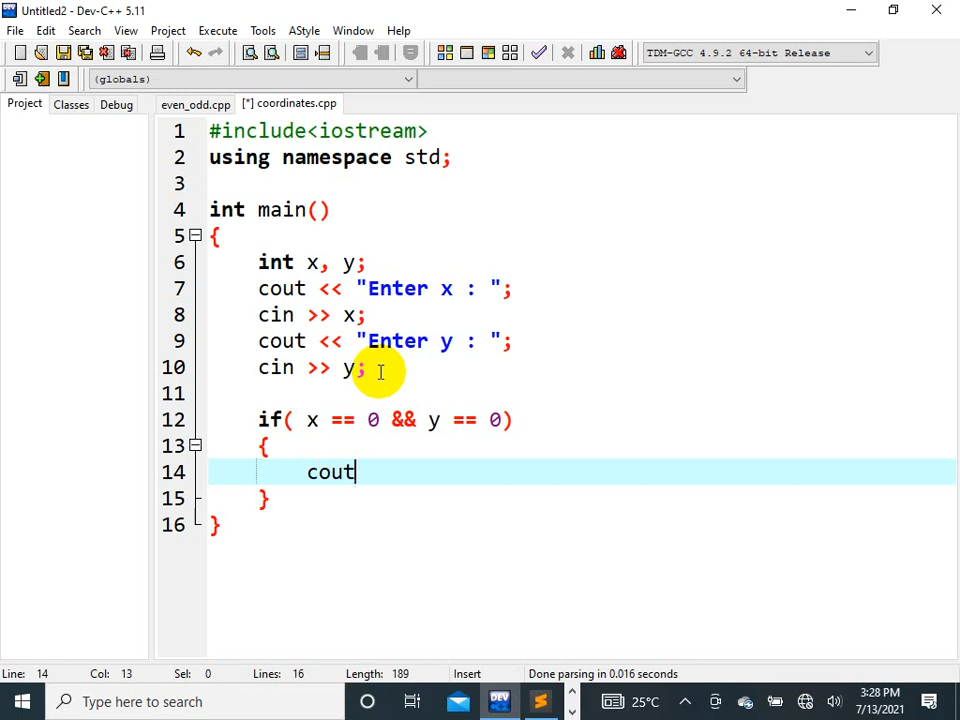 Untitled2 - Dev-C++ 5.11
File Edit Search View Project Execute Tools AStyle Window Help
TDM-GCC 4.9.2 64-bit Release
(globals)
Project Classes Debug even_odd.cpp [*] coordinates.cpp
1 #include<iostream>
2 using namespace std;
3
4 int main()
5 {
6 int x, y;
7 cout << "Enter x : ";
8 cin >> x;
9 cout << "Enter y : ";
10 cin >> y;
11
12 if( x == 0 && y == 0)
13 {
14 cout
15 }
16 }
Line: 14 Col: 13 Sel: 0 Lines: 16 Length: 189 Insert Done parsing in 0.016 seconds
Type here to search DEV 25°C 3:28 PM
7/13/2021